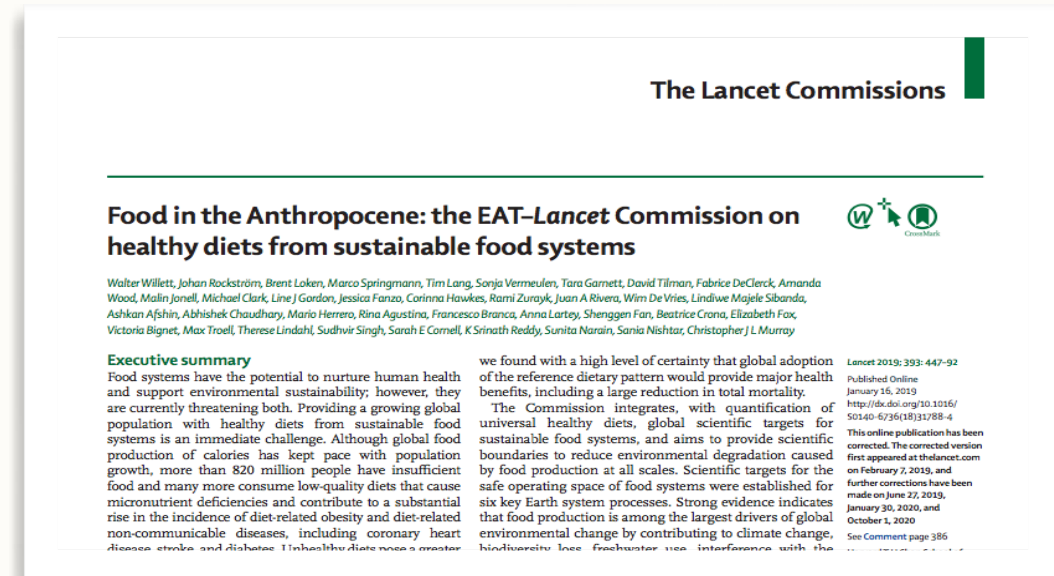 The Lancet Commissions
Food in the Anthropocene: the EAT–Lancet Commission on
healthy diets from sustainable food systems
CrossMark
Walter Willett, Johan Rockström, Brent Loken, Marco Springmann, Tim Lang, Sonja Vermeulen, Tara Garnett, David Tilman, Fabrice DeClerck, Amanda
Wood, Malin Jonell, Michael Clark, Line J Gordon, Jessica Fanzo, Corinna Hawkes, Rami Zurayk, Juan A Rivera, Wim De Vries, Lindiwe Majele Sibanda,
Ashkan Afshin, Abhishek Chaudhary, Mario Herrero, Rina Agustina, Francesco Branca, Anna Lartey, Shenggen Fan, Beatrice Crona, Elizabeth Fox,
Victoria Bignet, Max Troell, Therese Lindahl, Sudhvir Singh, Sarah E Cornell, K Srinath Reddy, Sunita Narain, Sania Nishtar, Christopher J L Murray
Executive summary
Food systems have the potential to nurture human health
and support environmental sustainability; however, they
are currently threatening both. Providing a growing global
population with healthy diets from sustainable food
systems is an immediate challenge. Although global food
production of calories has kept pace with population
growth, more than 820 million people have insufficient
food and many more consume low-quality diets that cause
micronutrient deficiencies and contribute to a substantial
rise in the incidence of diet-related obesity and diet-related
non-communicable diseases, including coronary heart
disease, stroke, and diabetes. Unhealthy diets pose a greater
we found with a high level of certainty that global adoption
of the reference dietary pattern would provide major health
benefits, including a large reduction in total mortality.
The Commission integrates, with quantification of
universal healthy diets, global scientific targets for
sustainable food systems, and aims to provide scientific
boundaries to reduce environmental degradation caused
by food production at all scales. Scientific targets for the
safe operating space of food systems were established for
six key Earth system processes. Strong evidence indicates
that food production is among the largest drivers of global
environmental change by contributing to climate change,
biodiversity loss, freshwater use, interference with the
Lancet 2019; 393: 447–92
Published Online
January 16, 2019
http://dx.doi.org/10.1016/
S0140-6736(18)31788-4
This online publication has been
corrected. The corrected version
first appeared at thelancet.com
on February 7, 2019, and
further corrections have been
made on June 27, 2019,
January 30, 2020, and
October 1, 2020
See Comment page 386